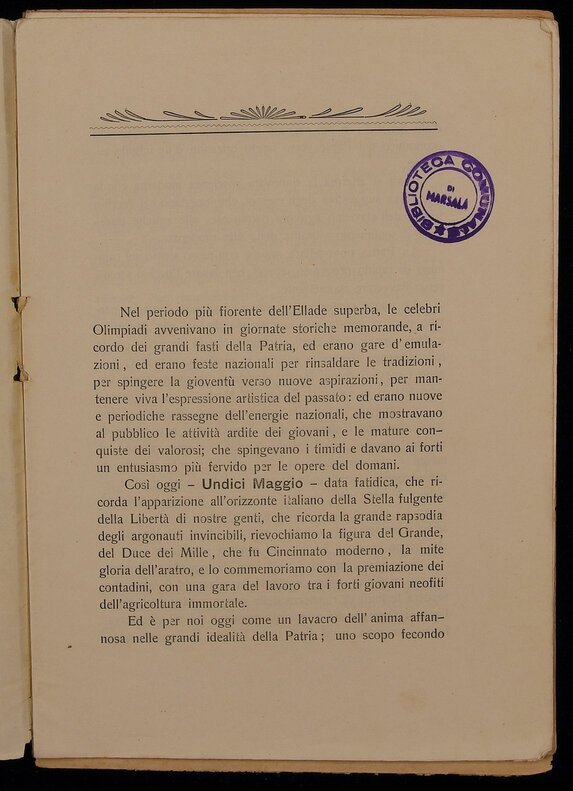 BIBLIOTECA COMUNALE
DI
MARSALA
Nel periodo più fiorente dell'Ellade superba, le celebri
Olimpiadi avvenivano in giornate storiche memorande, a ri-
cordo dei grandi fasti della Patria, ed erano gare d'emula-
zioni, ed erano feste nazionali per rinsaldare le tradizioni,
per spingere la gioventù verso nuove aspirazioni, per man-
tenere viva l'espressione artistica del passato: ed erano nuove
e periodiche rassegne dell'energie nazionali, che mostravano
al pubblico le attività ardite dei giovani, e le mature con-
quiste dei valorosi; che spingevano i timidi e davano ai forti
un entusiasmo più fervido per le opere del domani.
Così oggi – Undici Maggio – data fatidica, che ri-
corda l'apparizione all'orizzonte italiano della Stella fulgente
della Libertà di nostre genti, che ricorda la grande rapsodia
degli argonauti invincibili, rievochiamo la figura del Grande,
del Duce dei Mille, che fu Cincinnato moderno, la mite
gloria dell'aratro, e lo commemoriamo con la premiazione dei
contadini, con una gara del lavoro tra i forti giovani neofiti
dell'agricoltura immortale.
Ed è per noi oggi come un lavacro dell'anima affan-
nosa nelle grandi idealità della Patria; uno scopo fecondo